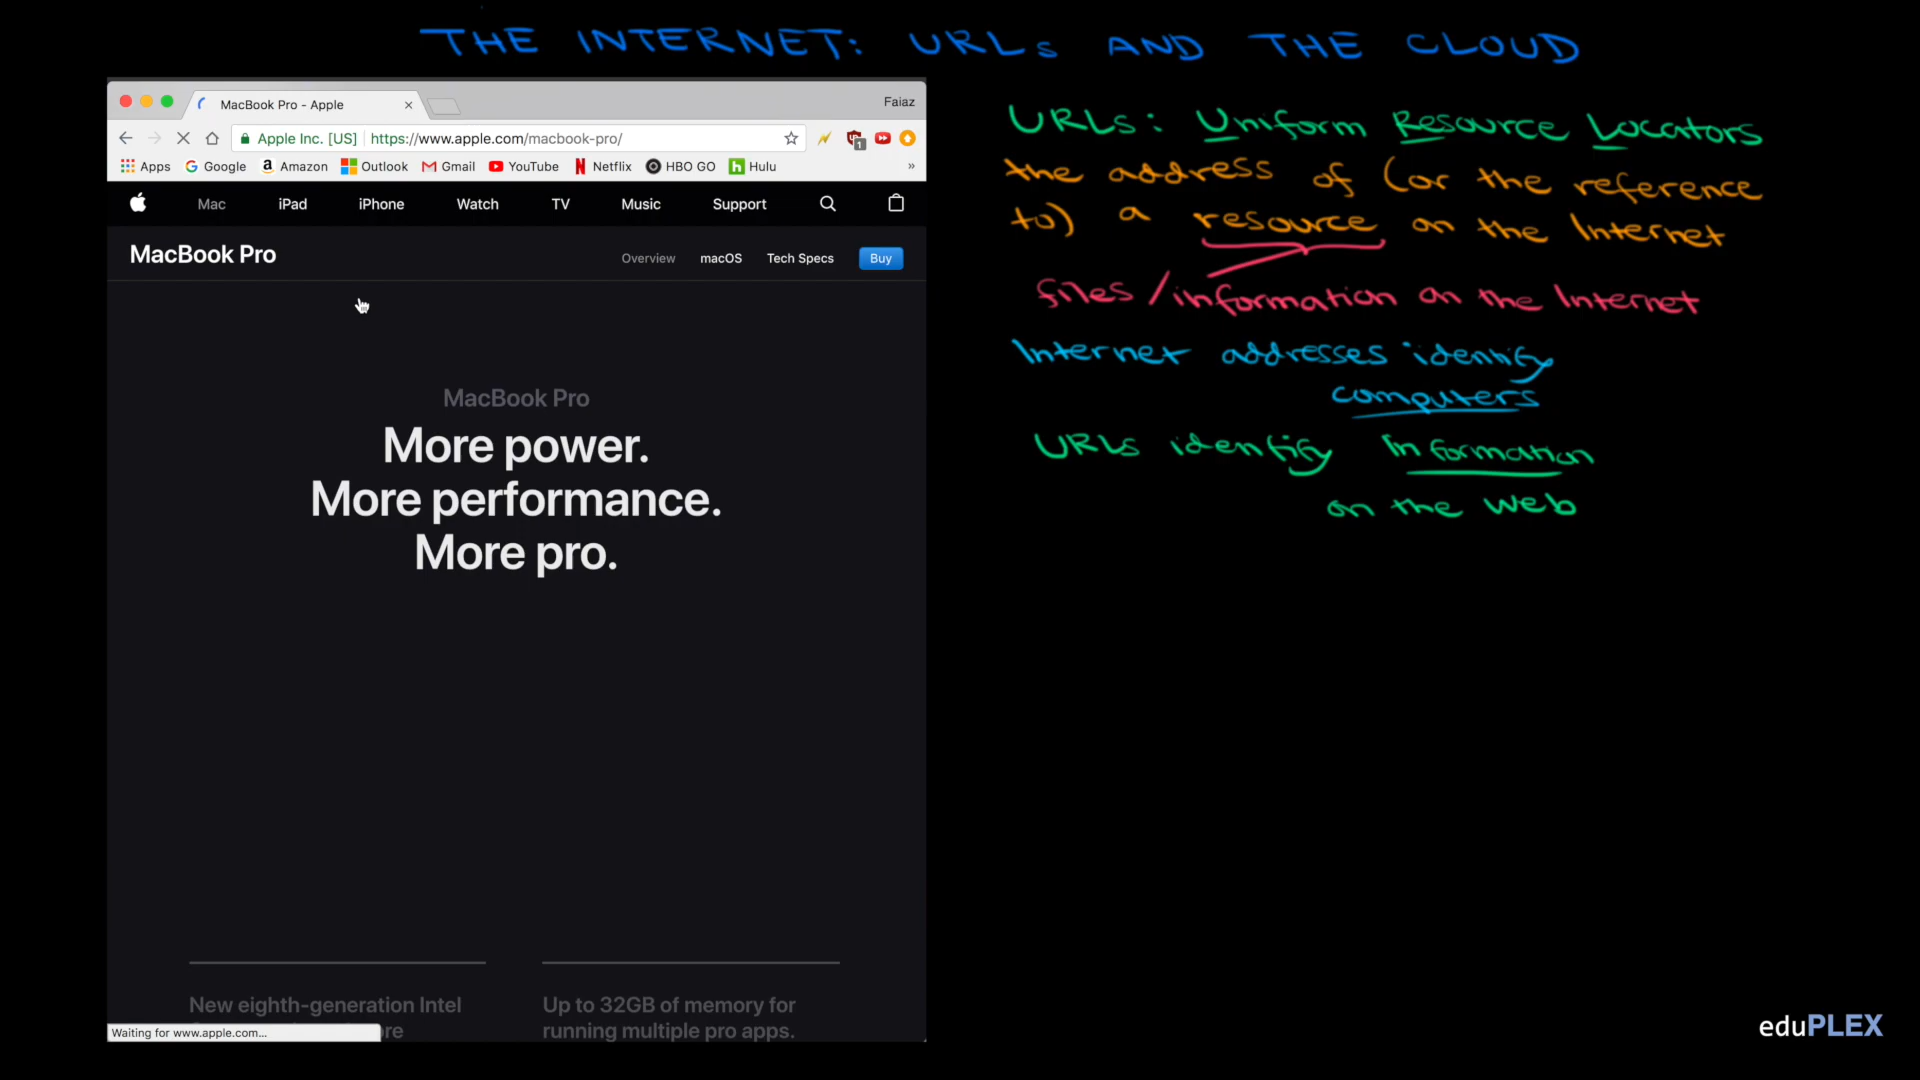 THE INTERNET: URLs AND THE CLOUD
MacBook Pro - Apple
Faiaz
Apple Inc. [US] https://www.apple.com/macbook-pro/
1
Apps Google Amazon Outlook Gmail YouTube Netflix HBO GO Hulu »
Mac iPad iPhone Watch TV Music Support
MacBook Pro
Overview macOS Tech Specs Buy
MacBook Pro
More power.
More performance.
More pro.
New eighth-generation Intel
re
Up to 32GB of memory for
running multiple pro apps.
Waiting for www.apple.com...
URLs: Uniform Resource Locators
the address of (or the reference
to) a resource on the Internet
files/information on the Internet
Internet addresses identify
computers
URLs identify Information
on the web
eduPLEX